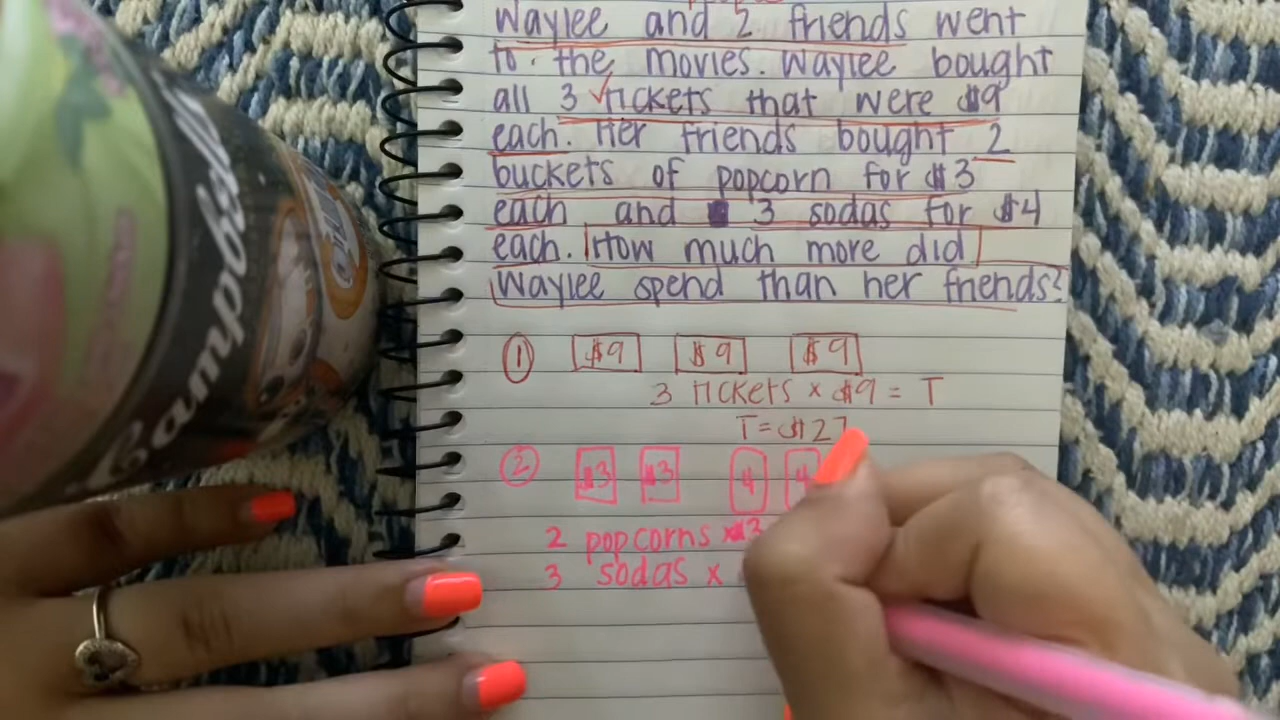 Waylee and 2 friends went
to the movies. Waylee bought
all 3 tickets that were $9
each. Her friends bought 2
buckets of popcorn for $3
each and 3 sodas for $4
each. How much more did
Waylee spend than her friends?
1 $9 $9 $9
3 tickets × $9 = T
T = $27
2 $3 $3 4 4
2 popcorns × $3
3 sodas ×